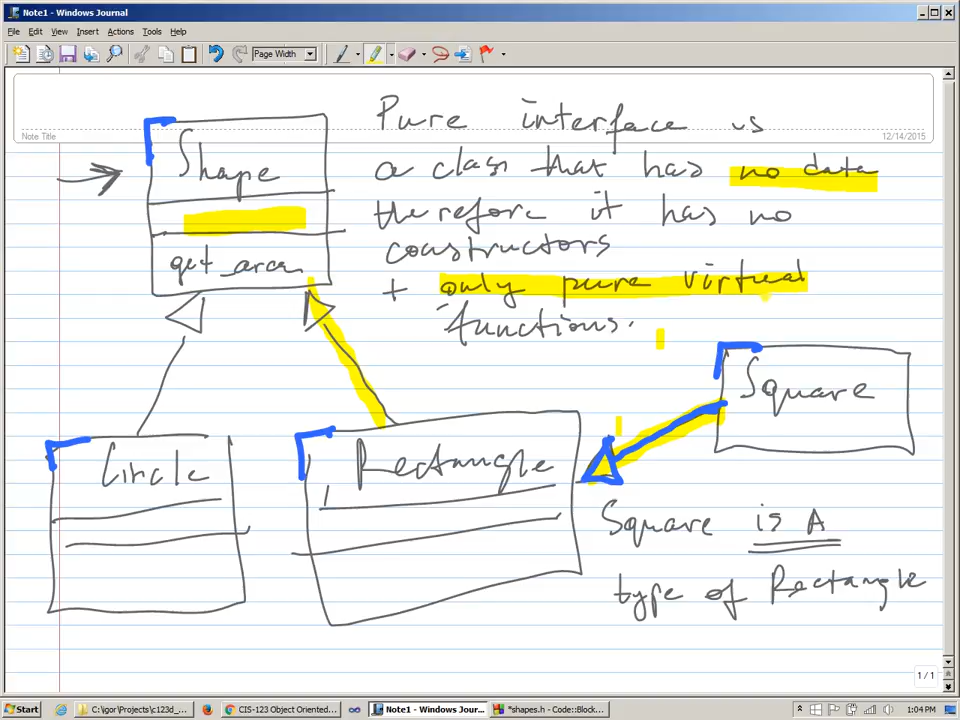 Note1 - Windows Journal
File Edit View Insert Actions Tools Help
Page Width
Note Title
12/14/2015
Pure interface is
a class that has no data
therefore it has no
constructors
+ only pure virtual
functions.
Shape
get_area
Circle
Rectangle
Square
Square is A
type of Rectangle
1 / 1
Start
C:\igor\Projects\c123d_...
CIS-123 Object Oriented...
Note1 - Windows Jour...
*shapes.h - Code::Block...
1:04 PM